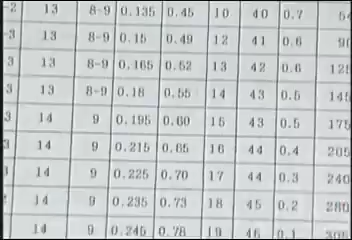 -2 13 8-9 0.135 0.45 10 40 0.7 5
-3 13 8-9 0.15 0.49 12 41 0.6 90
3 13 8-9 0.165 0.52 13 42 0.6 125
3 13 8-9 0.18 0.55 14 43 0.5 145
3 14 9 0.195 0.60 15 43 0.5 175
3 14 9 0.215 0.65 16 44 0.4 205
14 9 0.225 0.70 17 44 0.3 240
14 9 0.235 0.73 18 45 0.2 280
14 9 0.245 0.78 19 46 0.1